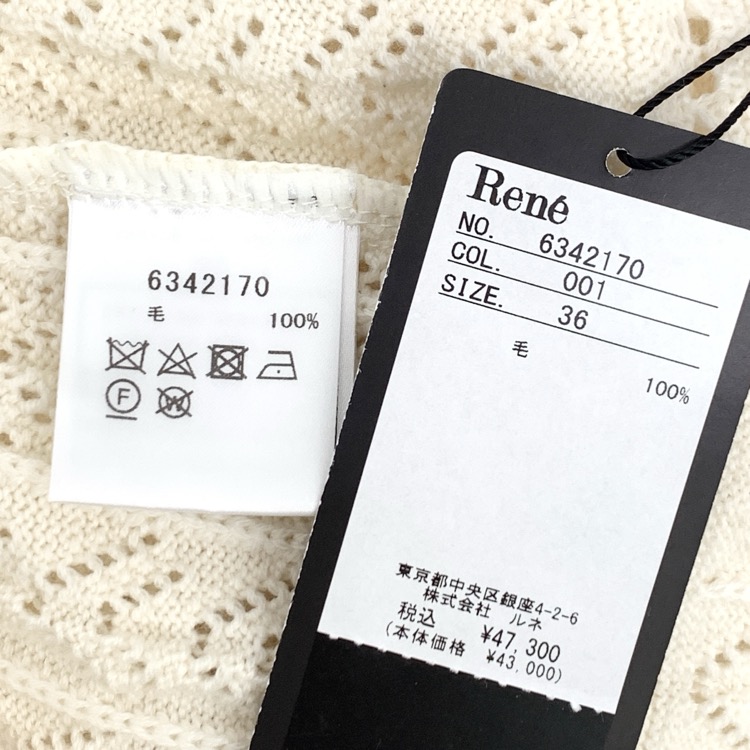 6342170
毛 100%
F
W
René
NO. 6342170
COL. 001
SIZE. 36
毛
100%
東京都中央区銀座4-2-6
株式会社 ルネ
税込 ¥47,300
(本体価格 ¥43,000)